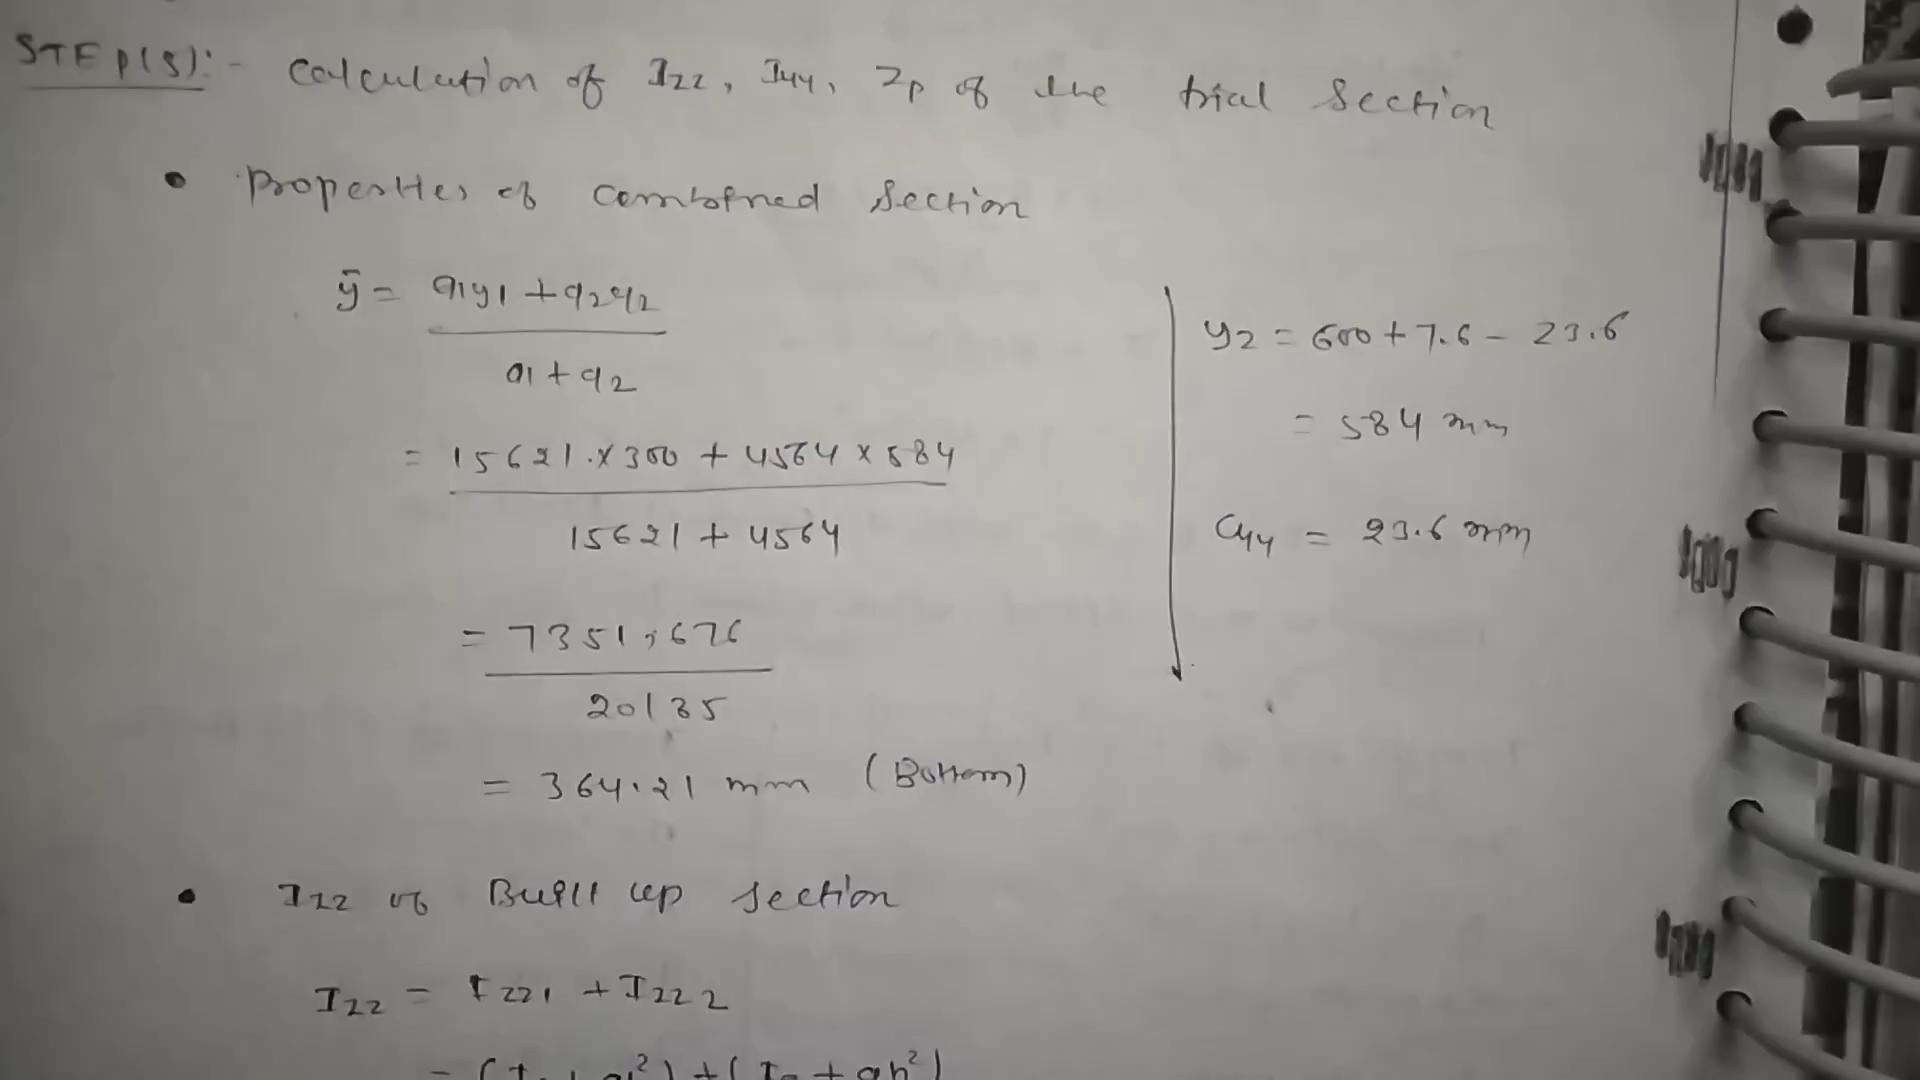 STEP(5):- Calculation of Izz, Iyy, Zp of the trial Section
• Properties of combined Section
ȳ = a1y1 + a2y2
a1 + a2
= 15621 x 300 + 4564 x 584
15621 + 4564
= 7351,676
20185
= 364.21 mm (Bottom)
y2 = 600 + 7.6 - 23.6
= 584 mm
Cyy = 23.6 mm
• Izz of Built up section
Izz = Izz1 + Izz2